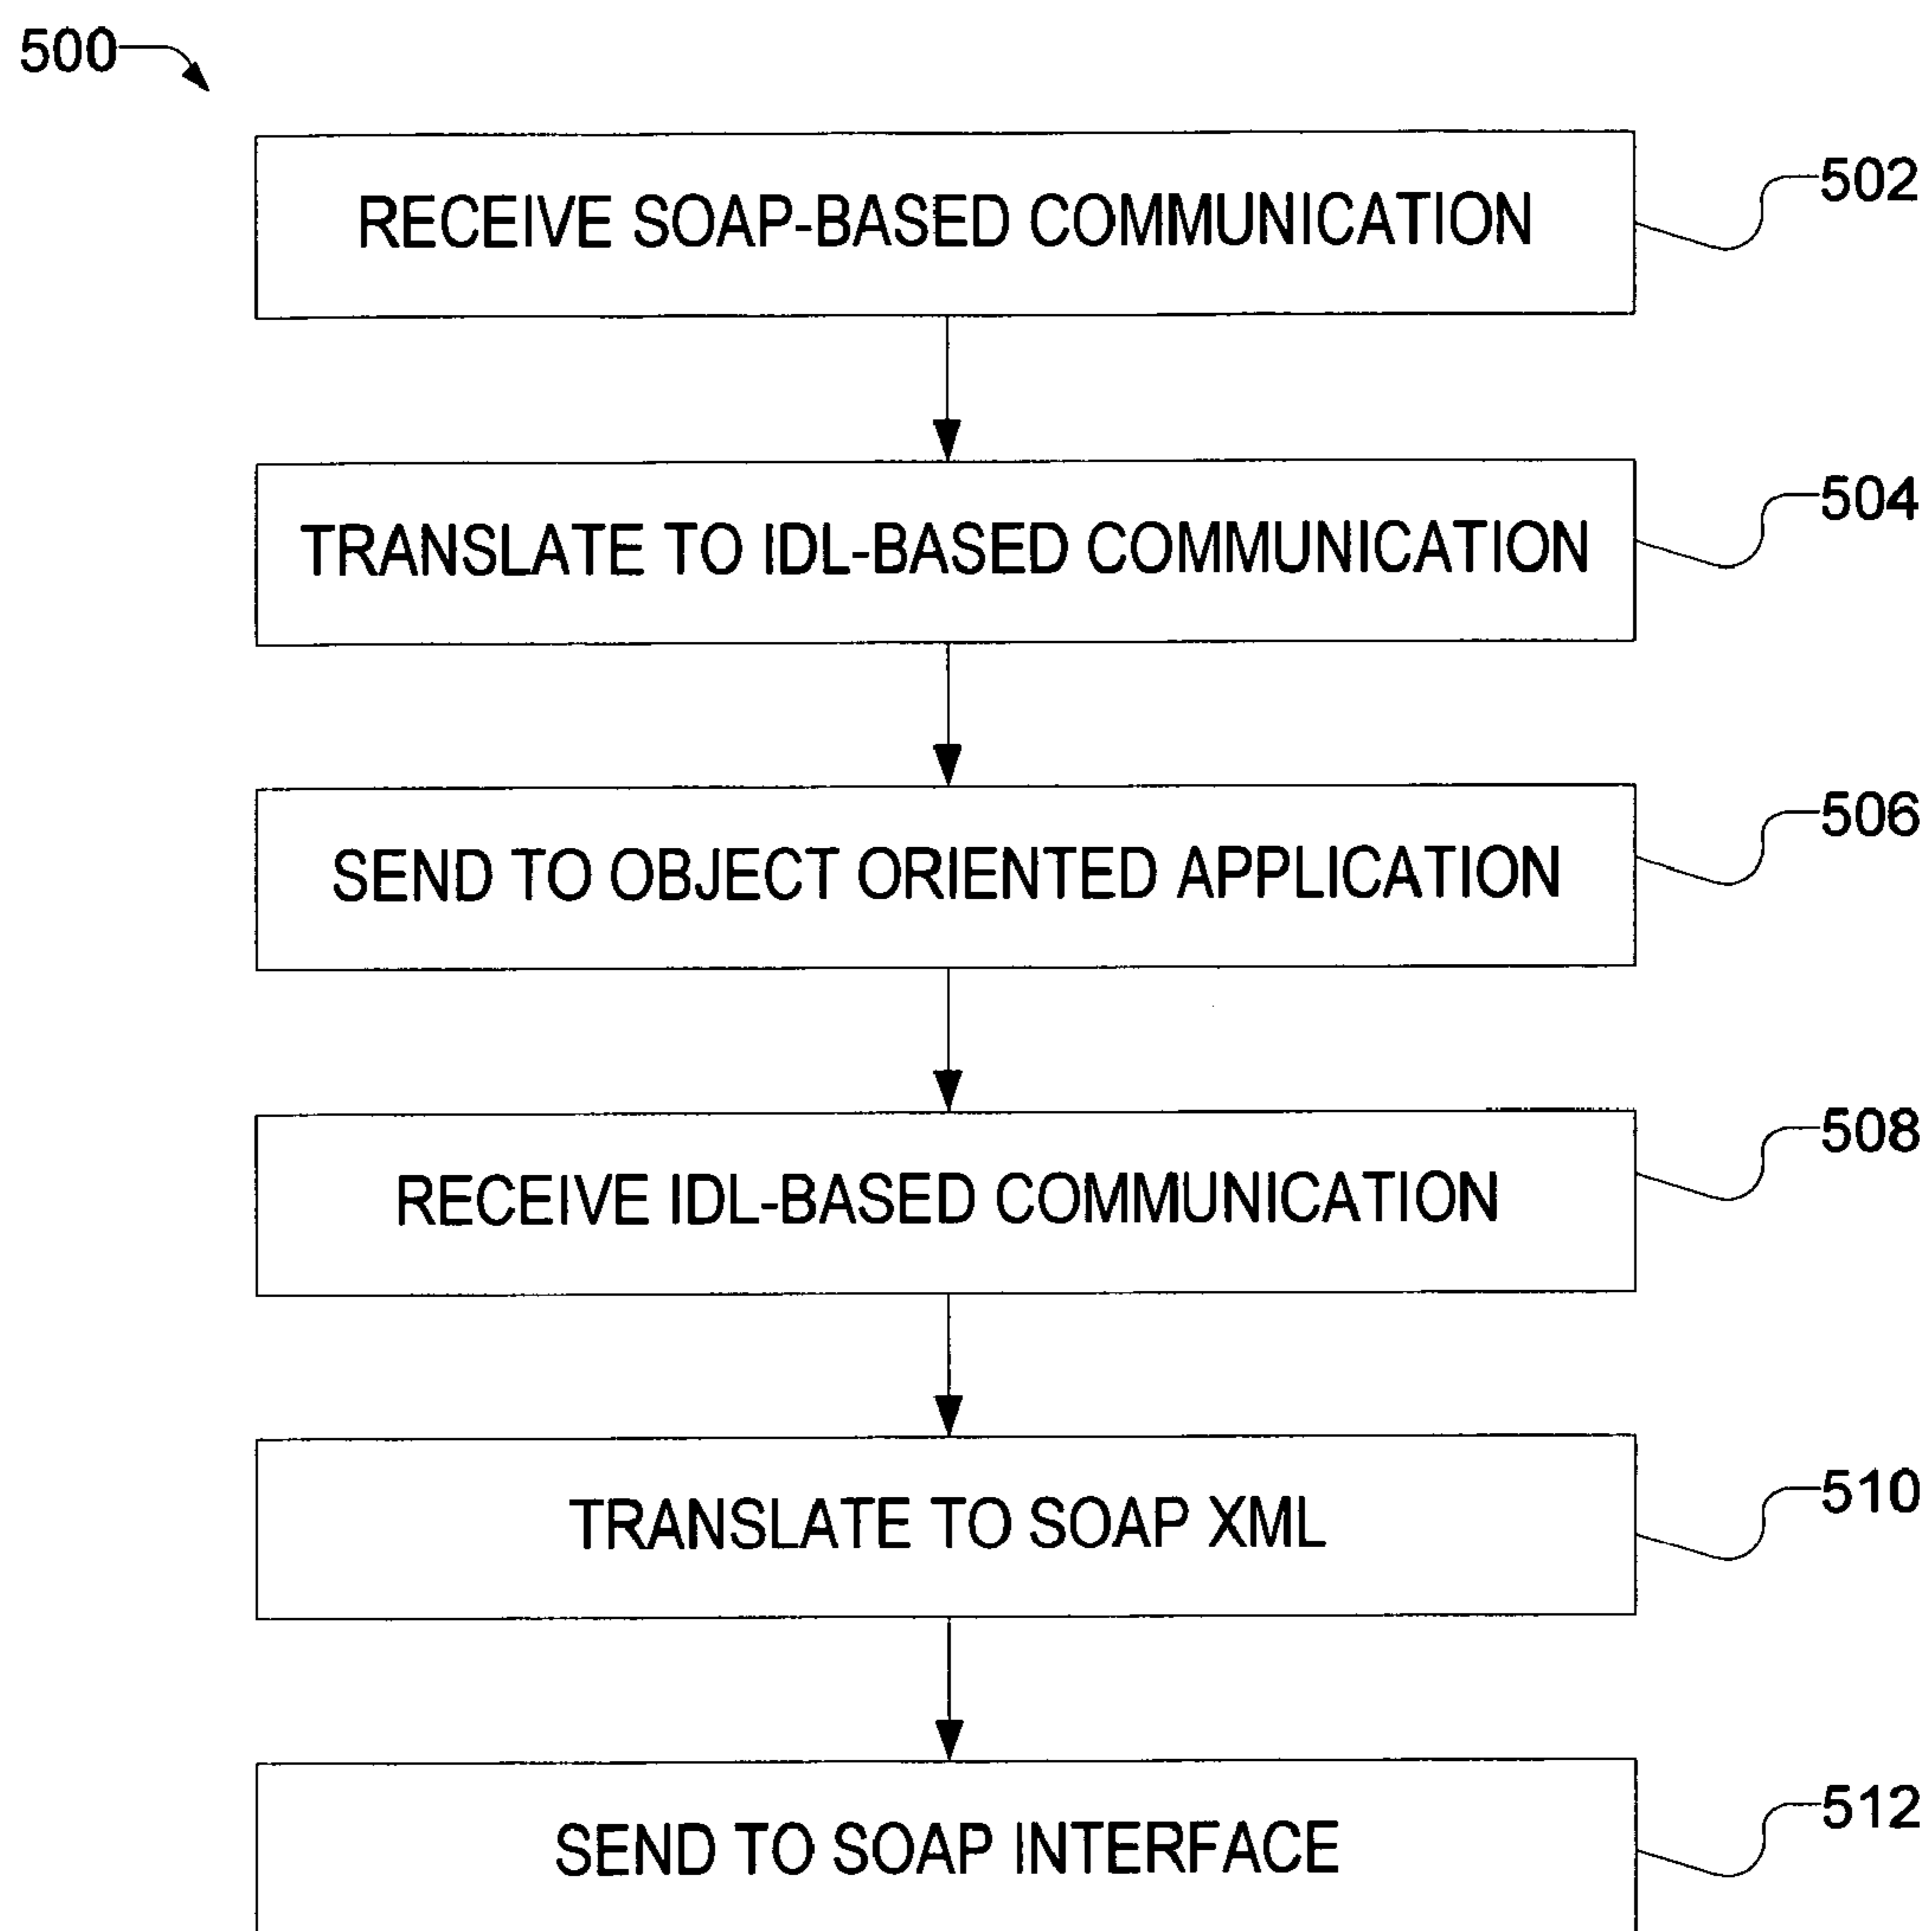 500
RECEIVE SOAP-BASED COMMUNICATION
502
TRANSLATE TO IDL-BASED COMMUNICATION
504
SEND TO OBJECT ORIENTED APPLICATION
506
RECEIVE IDL-BASED COMMUNICATION
508
TRANSLATE TO SOAP XML
510
SEND TO SOAP INTERFACE
512